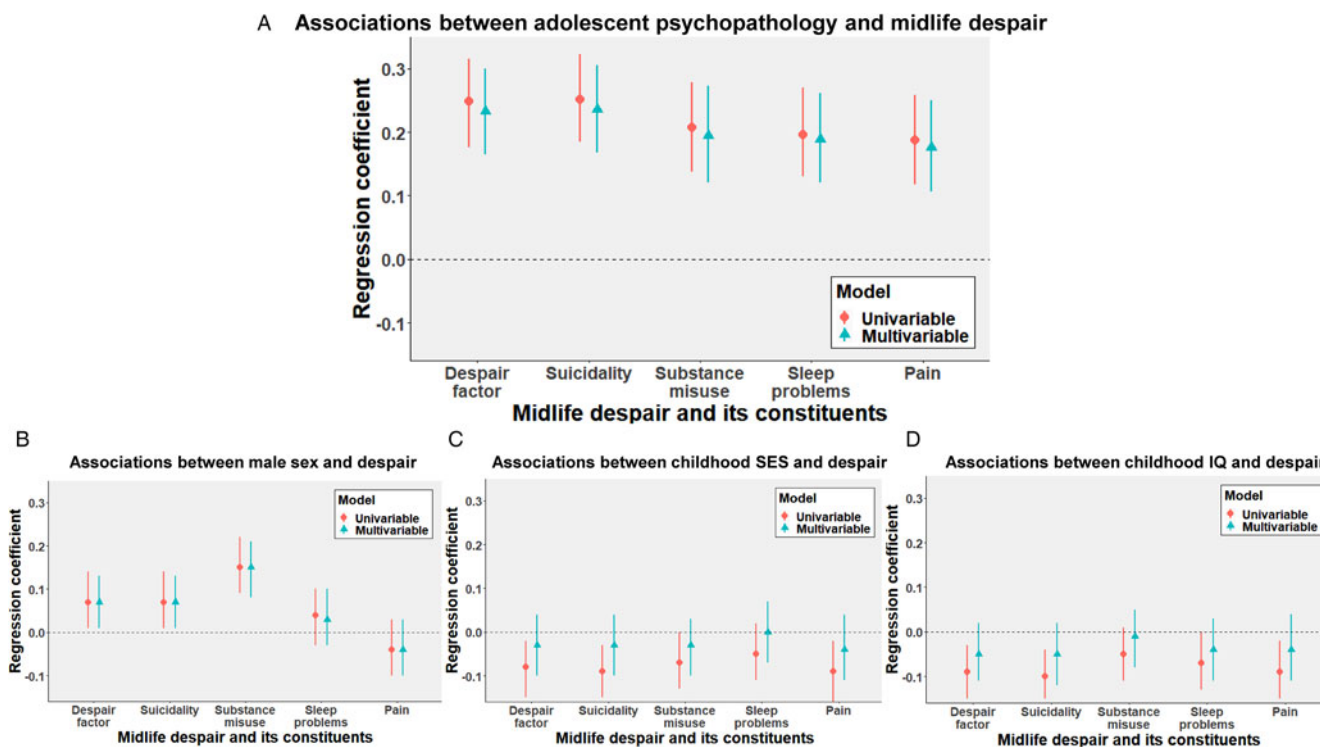 A Associations between adolescent psychopathology and midlife despair
Regression coefficient
0.3
0.2
0.1
0.0
-0.1
Model
Univariable
Multivariable
Despair factor
Suicidality
Substance misuse
Sleep problems
Pain
Midlife despair and its constituents
B
Associations between male sex and despair
Regression coefficient
0.3
0.2
0.1
0.0
-0.1
Model
Univariable
Multivariable
Despair factor
Suicidality
Substance misuse
Sleep problems
Pain
Midlife despair and its constituents
C
Associations between childhood SES and despair
Regression coefficient
0.3
0.2
0.1
0.0
-0.1
Model
Univariable
Multivariable
Despair factor
Suicidality
Substance misuse
Sleep problems
Pain
Midlife despair and its constituents
D
Associations between childhood IQ and despair
Regression coefficient
0.3
0.2
0.1
0.0
-0.1
Model
Univariable
Multivariable
Despair factor
Suicidality
Substance misuse
Sleep problems
Pain
Midlife despair and its constituents